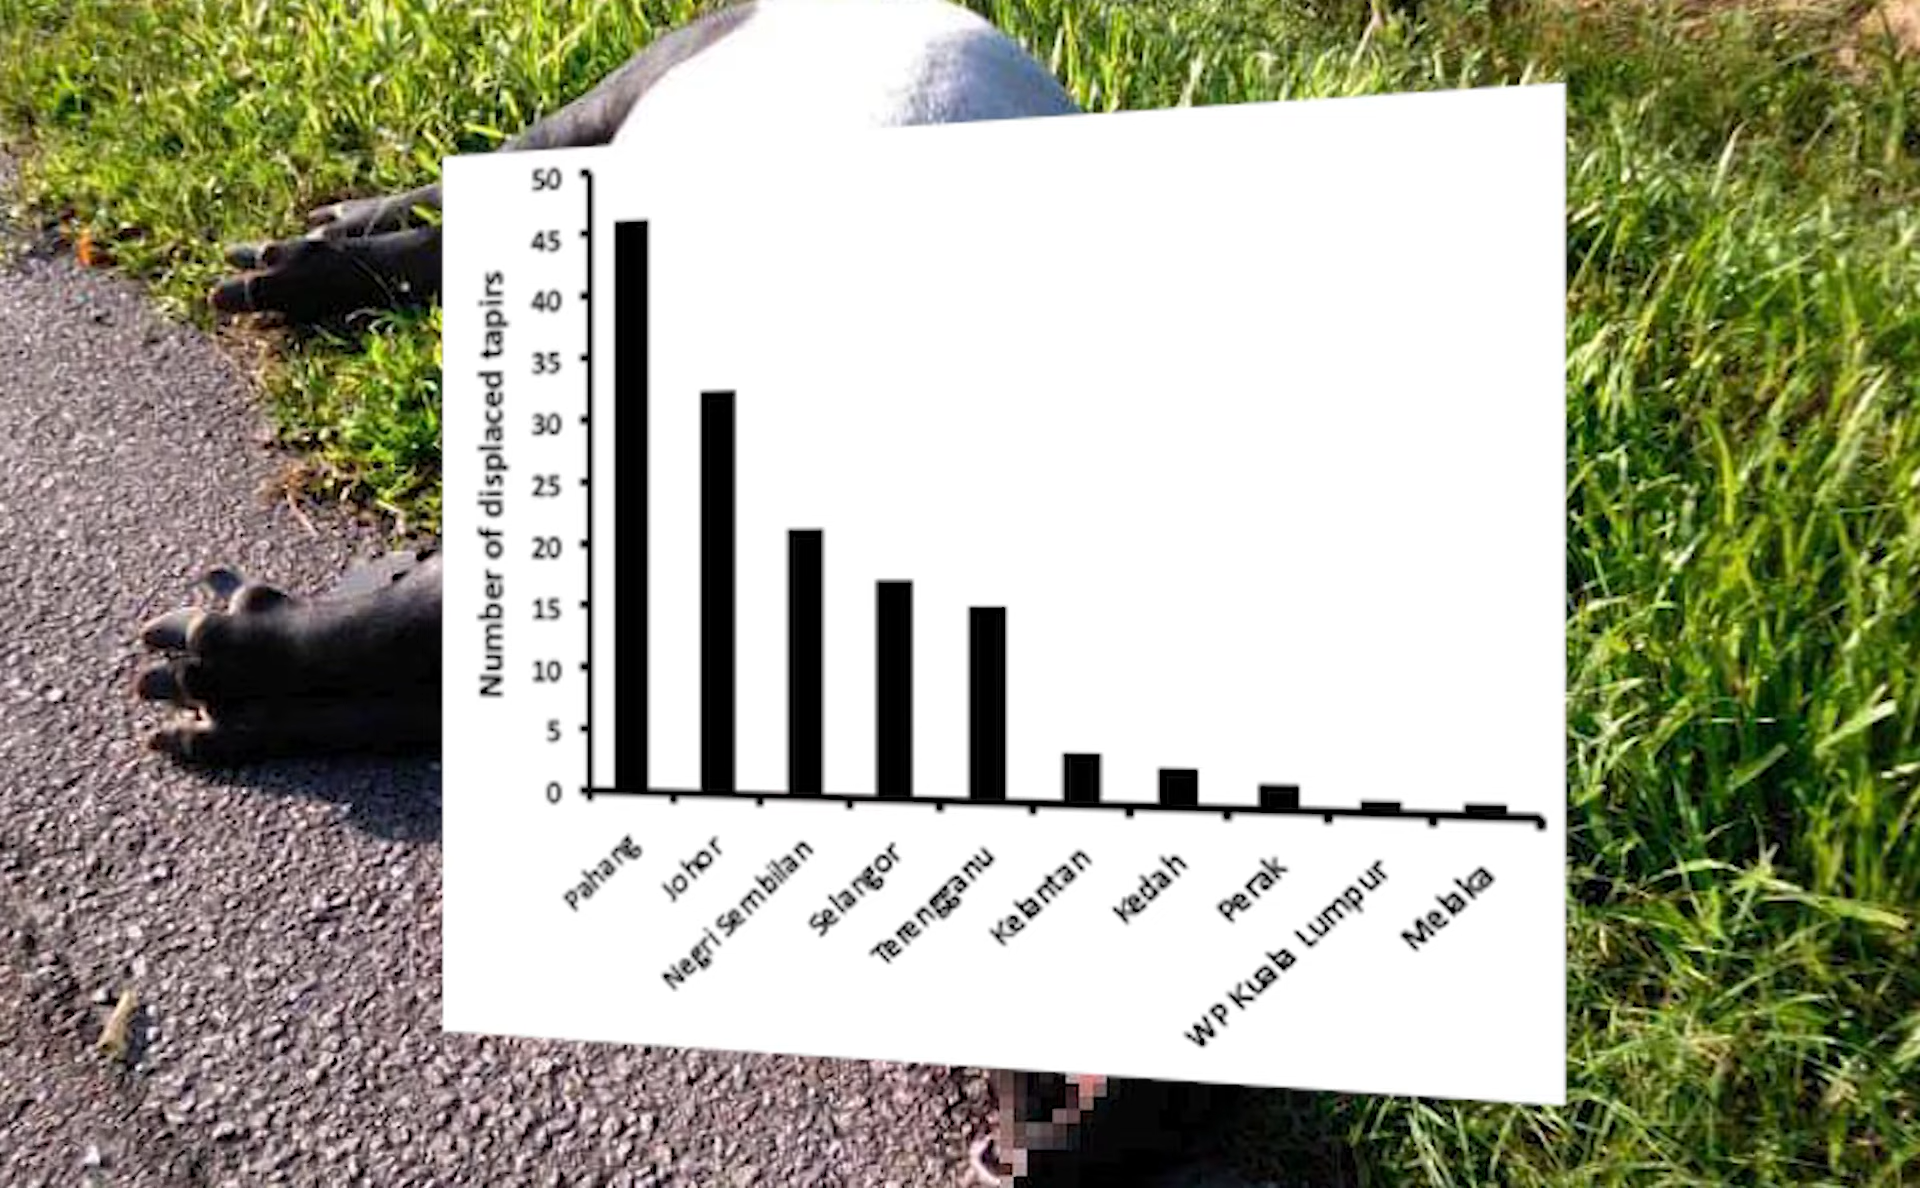 Number of displaced tapirs
50
45
40
35
30
25
20
15
10
5
0
Pahang
Johor
Negri Sembilan
Selangor
Terengganu
Kelantan
Kedah
Perak
WP Kuala Lumpur
Melaka